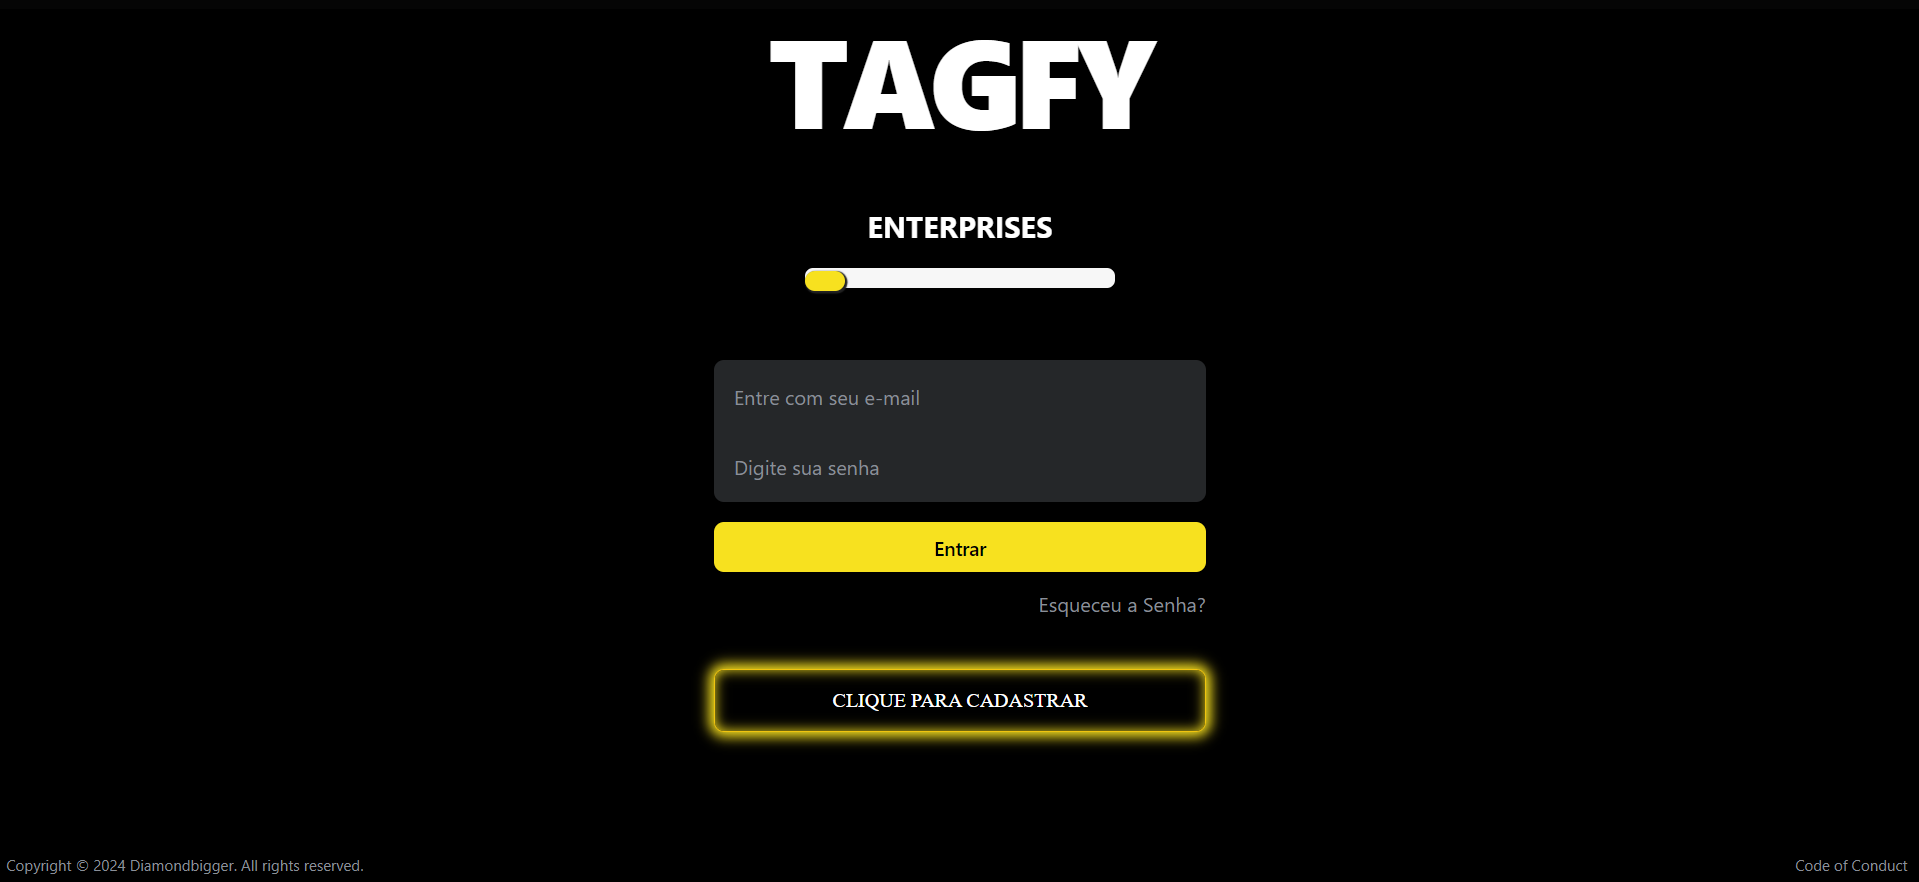 TAGFY
ENTERPRISES
Entre com seu e-mail
Digite sua senha
Entrar
Esqueceu a Senha?
CLIQUE PARA CADASTRAR
Copyright © 2024 Diamondbigger. All rights reserved.
Code of Conduct